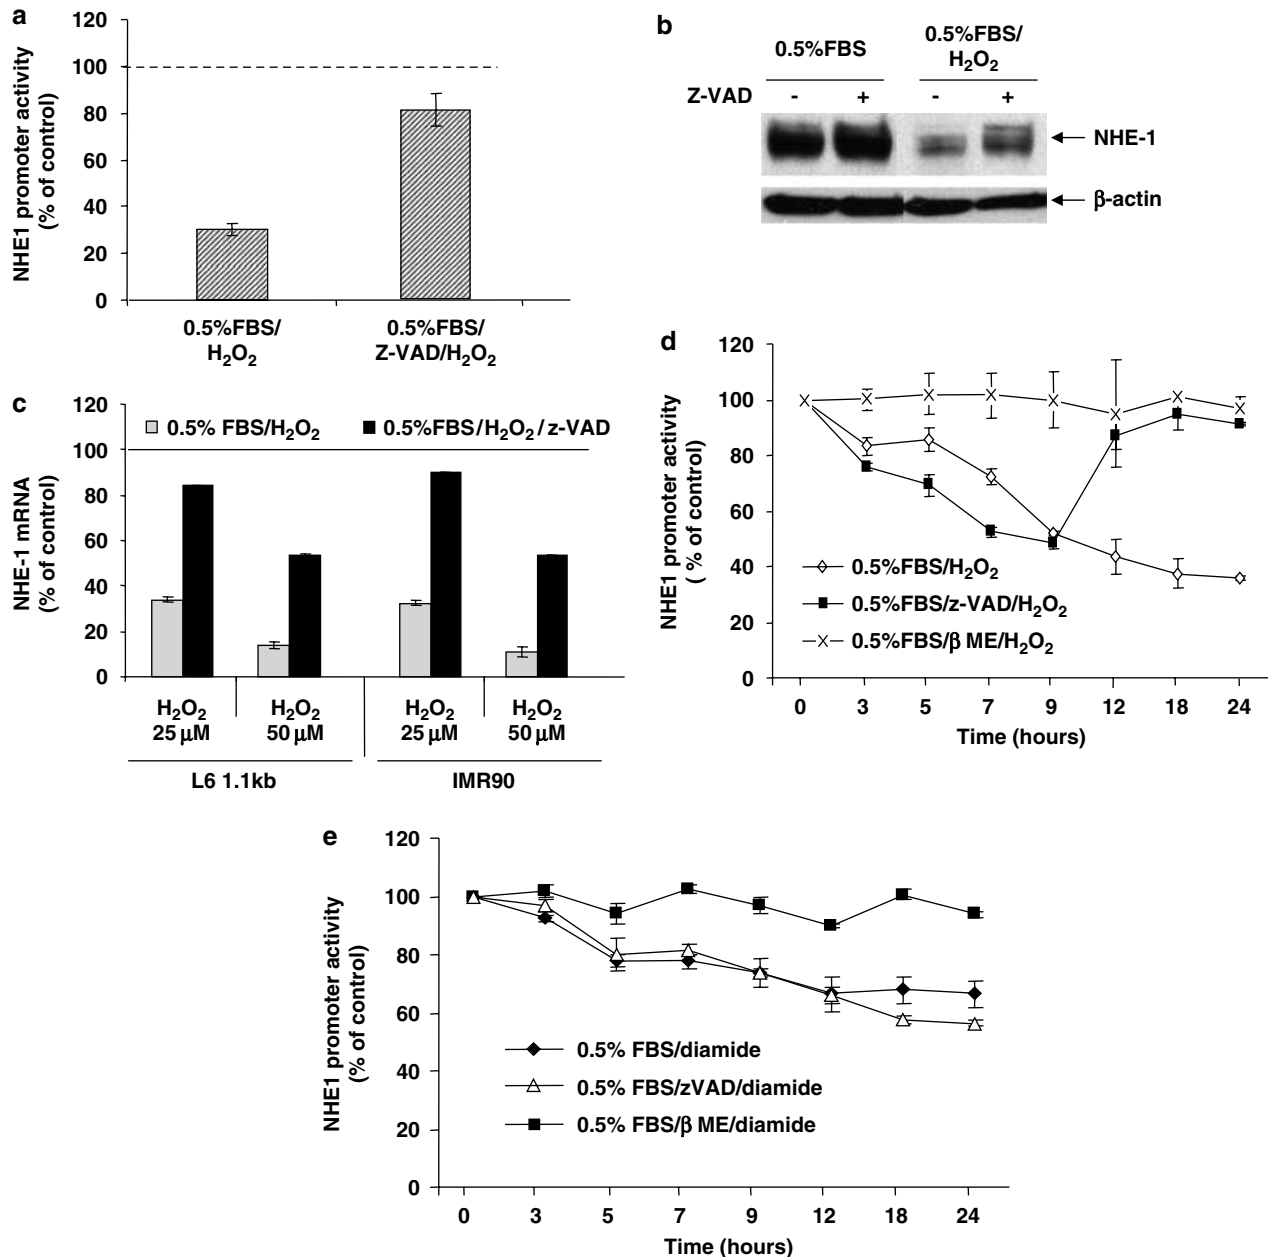 a
120
100
80
60
40
20
0
NHE1 promoter activity
(% of control)
0.5%FBS/
H₂O₂
0.5%FBS/
Z-VAD/H₂O₂
b
0.5%FBS
0.5%FBS/
H₂O₂
Z-VAD - + - +
NHE-1
β-actin
c
120
100
80
60
40
20
0
NHE-1 mRNA
(% of control)
0.5% FBS/H₂O₂
0.5%FBS/H₂O₂/z-VAD
H₂O₂
25 μM
H₂O₂
50 μM
H₂O₂
25 μM
H₂O₂
50 μM
L6 1.1kb
IMR90
d
120
100
80
60
40
20
0
NHE1 promoter activity
( % of control)
0.5%FBS/H₂O₂
0.5%FBS/z-VAD/H₂O₂
0.5%FBS/β ME/H₂O₂
0 3 5 7 9 12 18 24
Time (hours)
e
120
100
80
60
40
20
0
NHE1 promoter activity
(% of control)
0.5% FBS/diamide
0.5% FBS/zVAD/diamide
0.5% FBS/β ME/diamide
0 3 5 7 9 12 18 24
Time (hours)